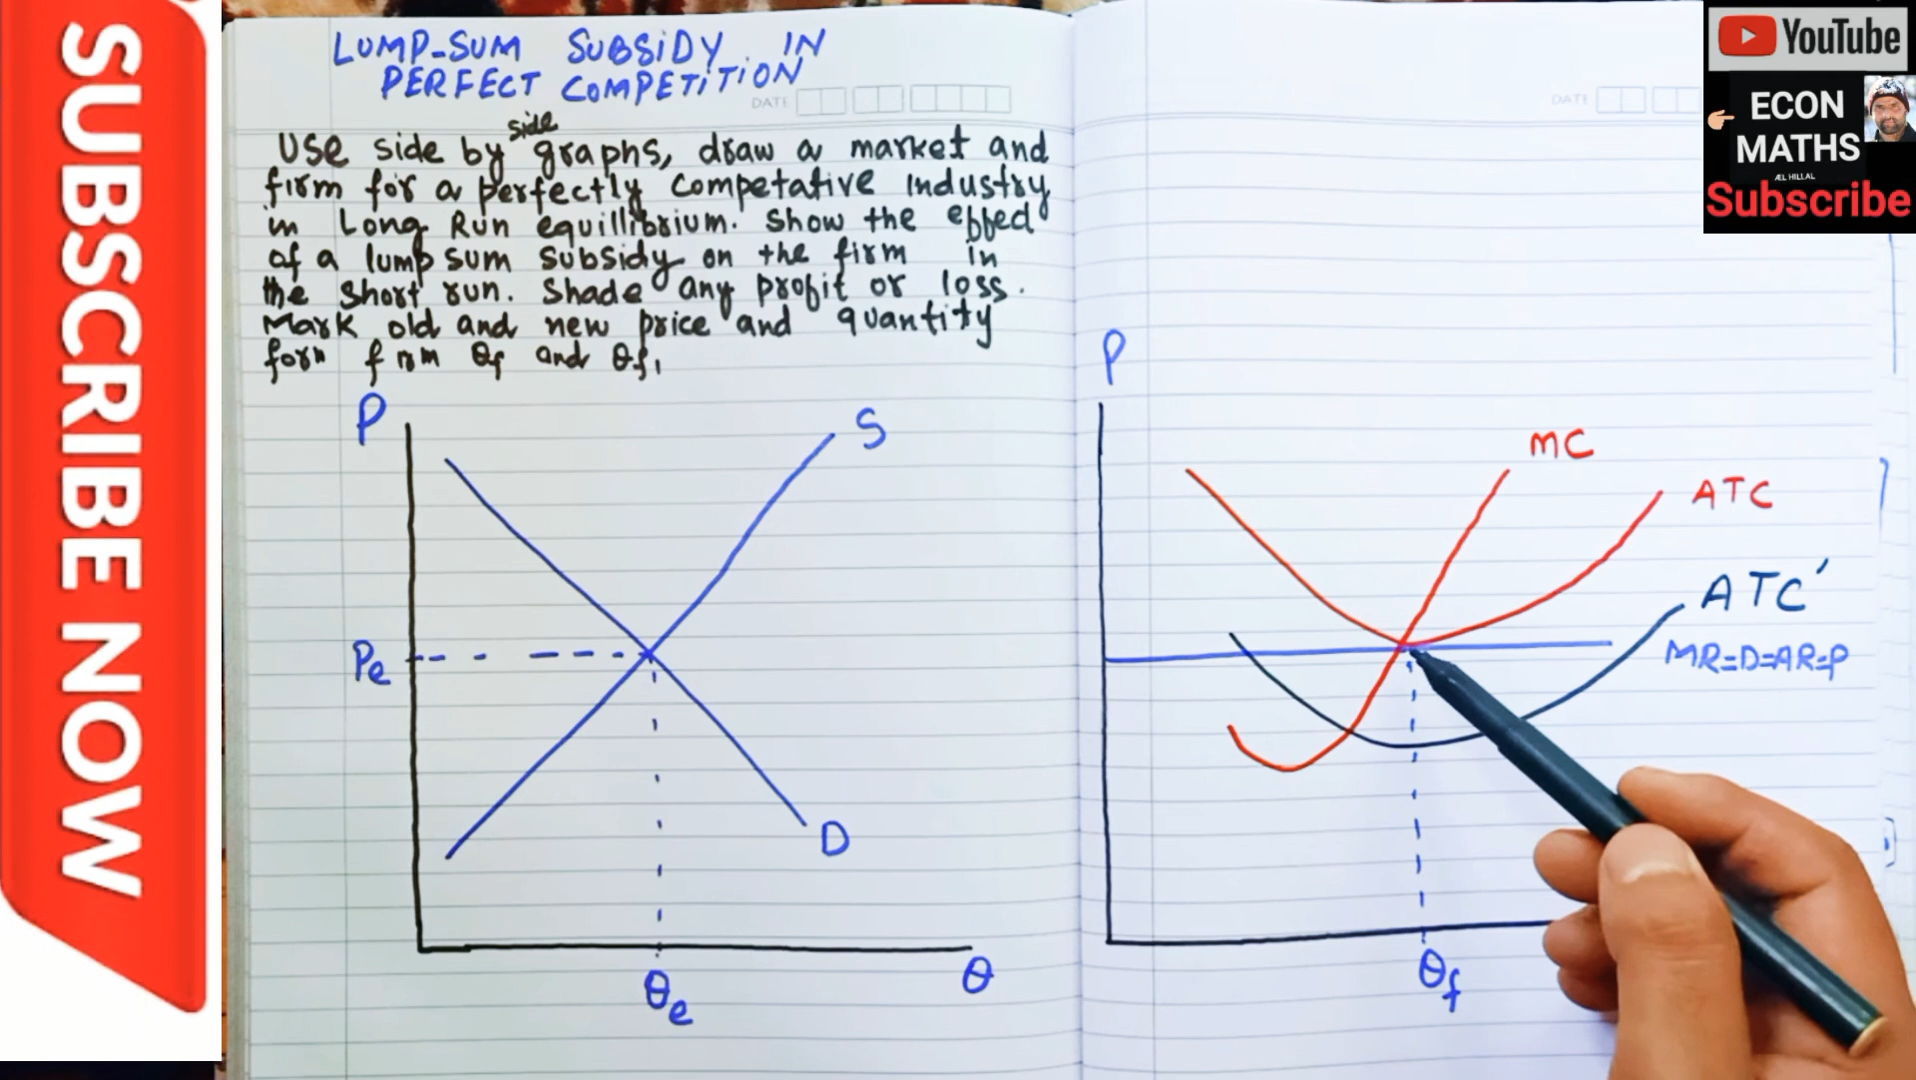 SUBSCRIBE NOW
LUMP-SUM SUBSIDY IN
PERFECT COMPETITION
DATE
side
Use side by graphs, draw a market and
firm for a perfectly competative industry
in Long Run equillibrium. Show the effect
of a lump sum subsidy on the firm in
the short run. Shade any profit or loss.
Mark old and new price and quantity
form firm Qf and Qf1
P
S
Pe
D
Qe
Q
DATE
P
MC
ATC
ATC'
MR=D=AR=P
Qf
YouTube
ECON
MATHS
ÆL HILLAL
Subscribe